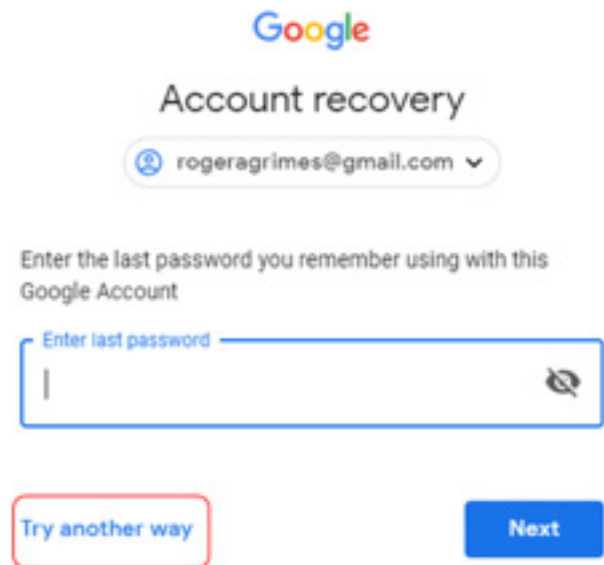 Google
Account recovery
rogeragrimes@gmail.com
Enter the last password you remember using with this
Google Account
Enter last password
Try another way
Next